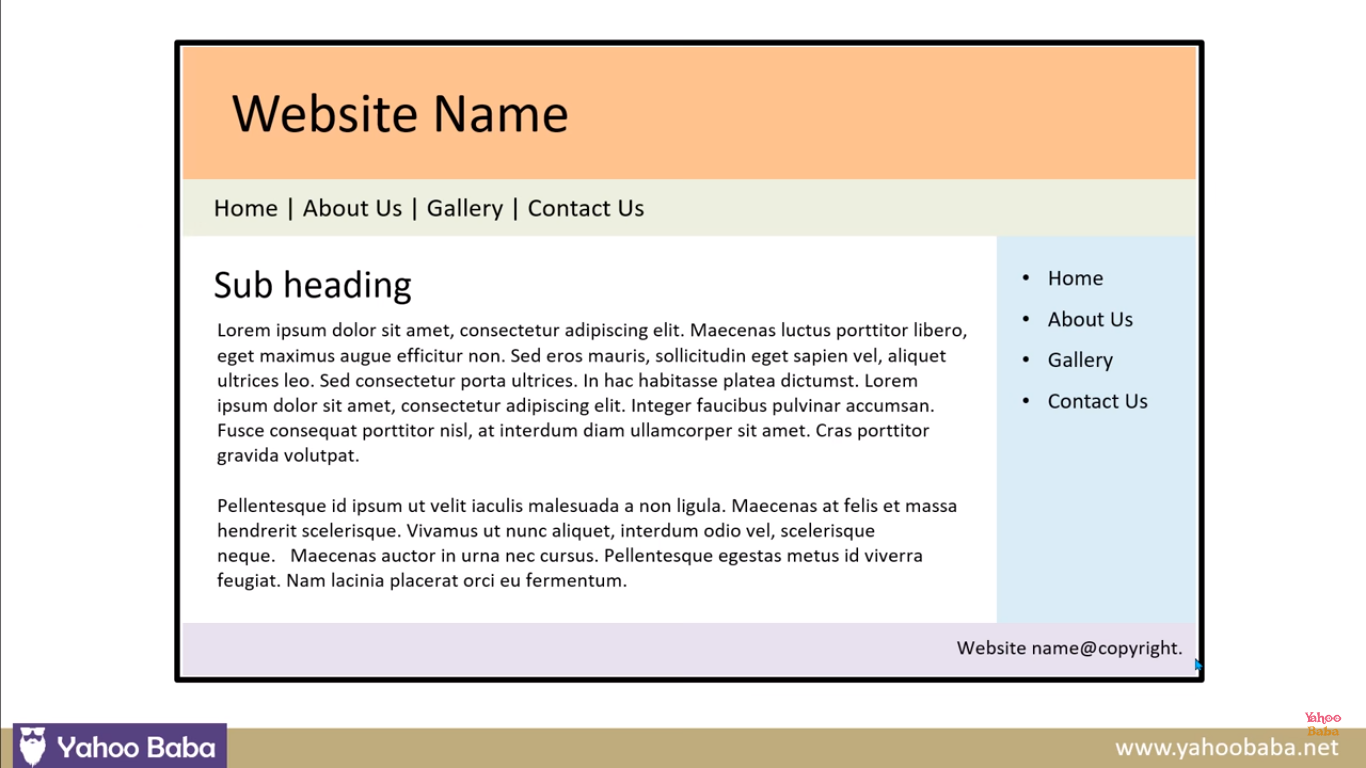 Website Name
Home | About Us | Gallery | Contact Us
Sub heading
Lorem ipsum dolor sit amet, consectetur adipiscing elit. Maecenas luctus porttitor libero,
eget maximus augue efficitur non. Sed eros mauris, sollicitudin eget sapien vel, aliquet
ultrices leo. Sed consectetur porta ultrices. In hac habitasse platea dictumst. Lorem
ipsum dolor sit amet, consectetur adipiscing elit. Integer faucibus pulvinar accumsan.
Fusce consequat porttitor nisl, at interdum diam ullamcorper sit amet. Cras porttitor
gravida volutpat.
Pellentesque id ipsum ut velit iaculis malesuada a non ligula. Maecenas at felis et massa
hendrerit scelerisque. Vivamus ut nunc aliquet, interdum odio vel, scelerisque
neque.   Maecenas auctor in urna nec cursus. Pellentesque egestas metus id viverra
feugiat. Nam lacinia placerat orci eu fermentum.
• Home
• About Us
• Gallery
• Contact Us
Website name@copyright.
Yahoo
Baba
Yahoo Baba
www.yahoobaba.net